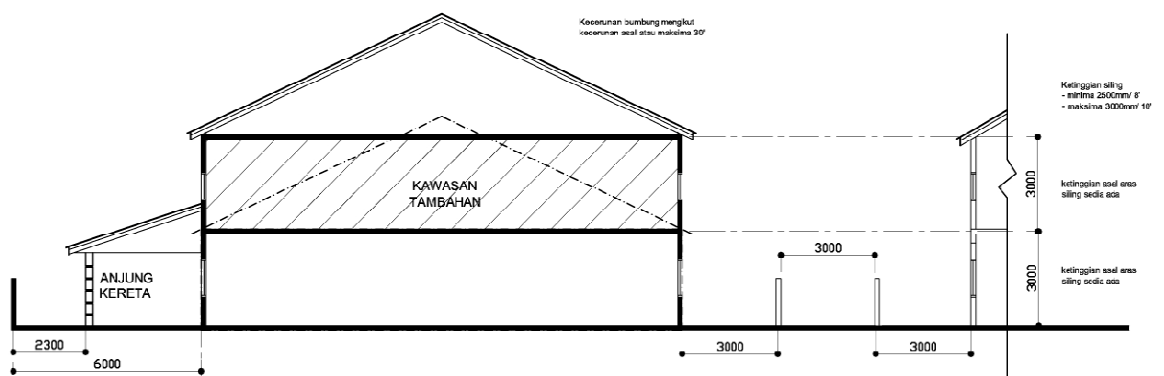 Kecerunan bumbung mengikut
kecerunan asal atau maksima 30°
Ketinggian siling
- minima 2500mm/ 8'
- maksima 3000mm/ 10'
KAWASAN
TAMBAHAN
3000
ketinggian asal aras
siling sedia ada
3000
ANJUNG
KERETA
3000
ketinggian asal aras
siling sedia ada
2300
3000
3000
6000